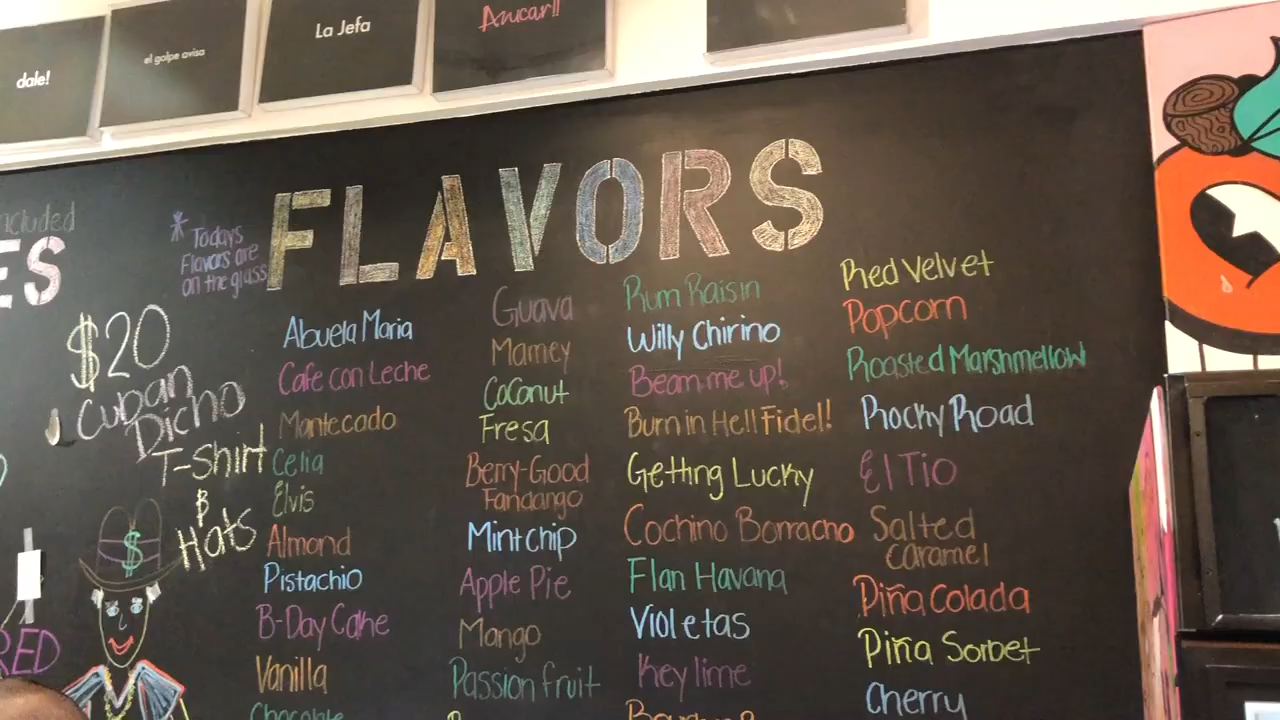 dale!
el golpe avisa
La Jefa
Azucar!!
FLAVORS
included
ES
* Todays
Flavors are
on the glass
$20
Cuban
Dicho
T-Shirt
&
Hats
$
RED
Abuela Maria
Cafe con Leche
Mantecado
Celia
Elvis
Almond
Pistachio
B-Day Cake
Vanilla
Chocolate
Guava
Mamey
Coconut
Fresa
Berry-Good
Fandango
Mint chip
Apple Pie
Mango
Passion fruit
Rum Raisin
Willy Chirino
Beam me up!
Burn in Hell Fidel!
Getting Lucky
Cochino Borracho
Flan Havana
Violetas
Key lime
Red Velvet
Popcorn
Roasted Marshmellow
Rocky Road
El Tio
Salted
Caramel
Piña Colada
Piña Sorbet
Cherry